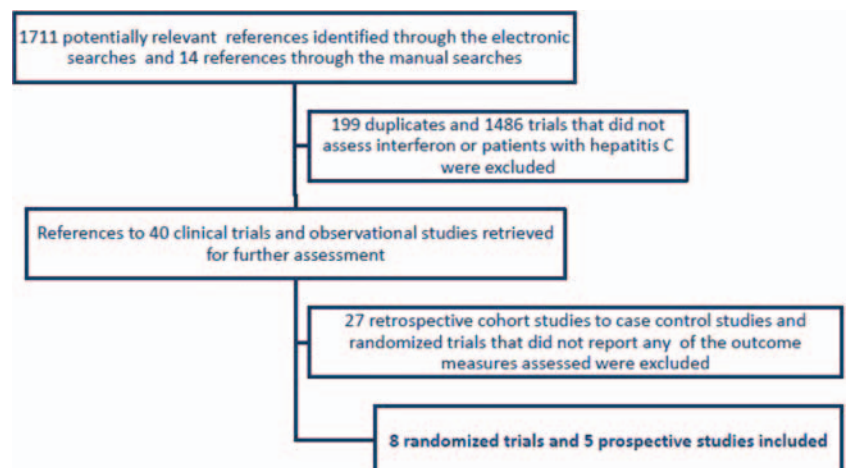 1711 potentially relevant references identified through the electronic
searches and 14 references through the manual searches
199 duplicates and 1486 trials that did not
assess interferon or patients with hepatitis C
were excluded
References to 40 clinical trials and observational studies retrieved
for further assessment
27 retrospective cohort studies to case control studies and
randomized trials that did not report any of the outcome
measures assessed were excluded
8 randomized trials and 5 prospective studies included